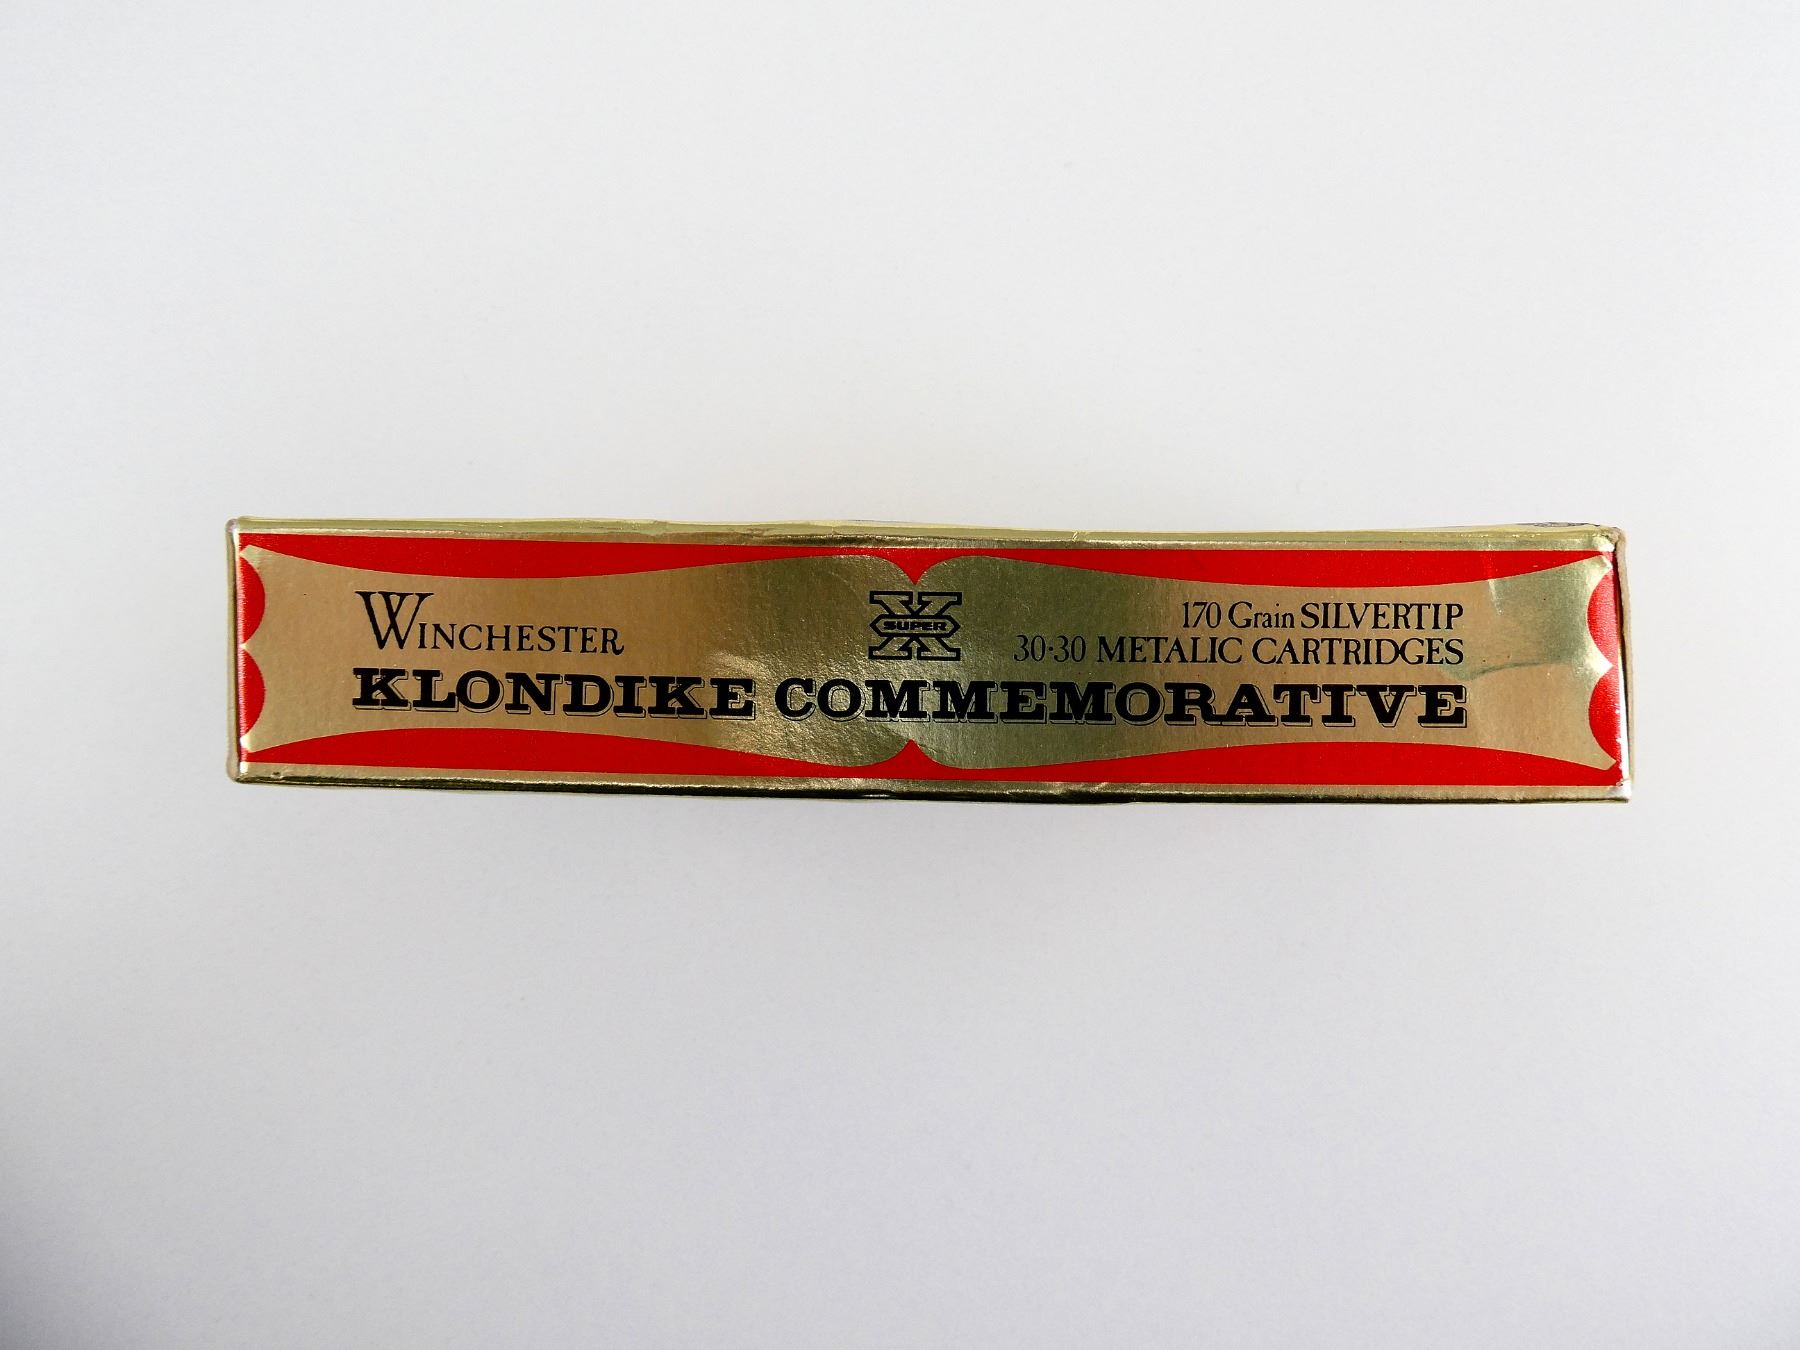 WINCHESTER
SUPER X
170 Grain SILVERTIP
30·30 METALIC CARTRIDGES
KLONDIKE COMMEMORATIVE